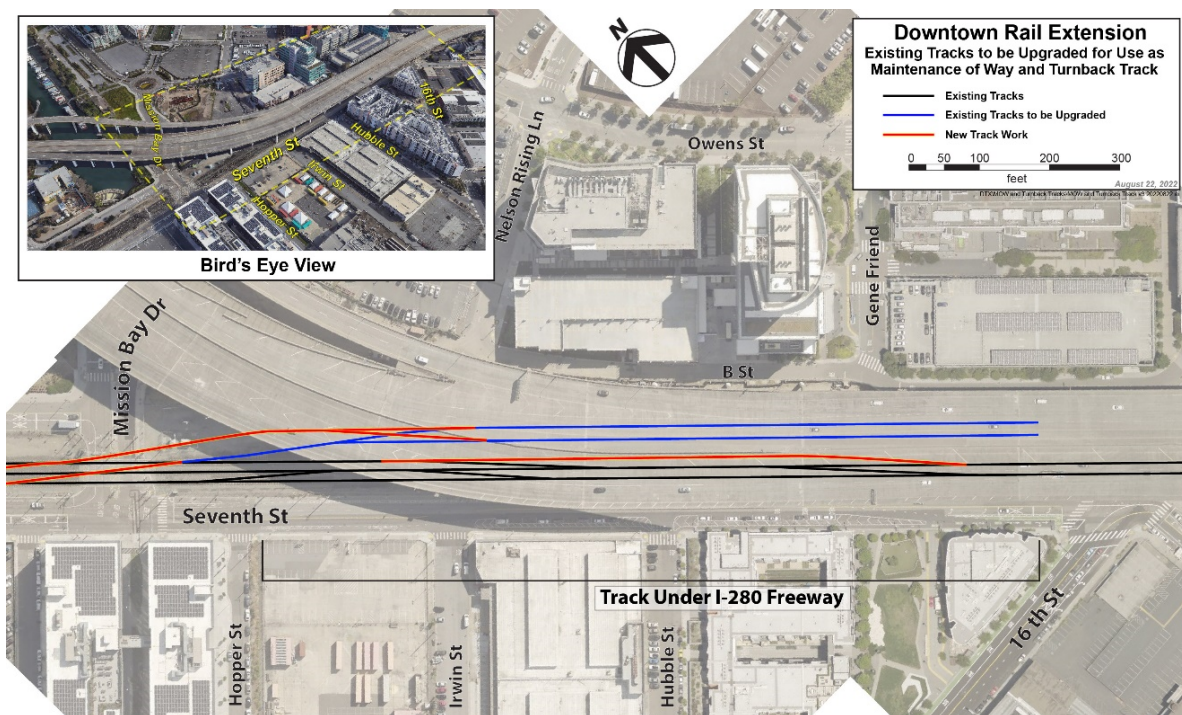 Mission Bay Dr
16th St
Hubble St
Seventh St
Irwin St
Hooper St
Bird's Eye View
N
Downtown Rail Extension
Existing Tracks to be Upgraded for Use as
Maintenance of Way and Turnback Track
Existing Tracks
Existing Tracks to be Upgraded
New Track Work
0 50 100 200 300
feet
August 22, 2022
Nelson Rising Ln
Owens St
Gene Friend
Mission Bay Dr
B St
Seventh St
Track Under I-280 Freeway
Hopper St
Irwin St
Hubble St
16 th St